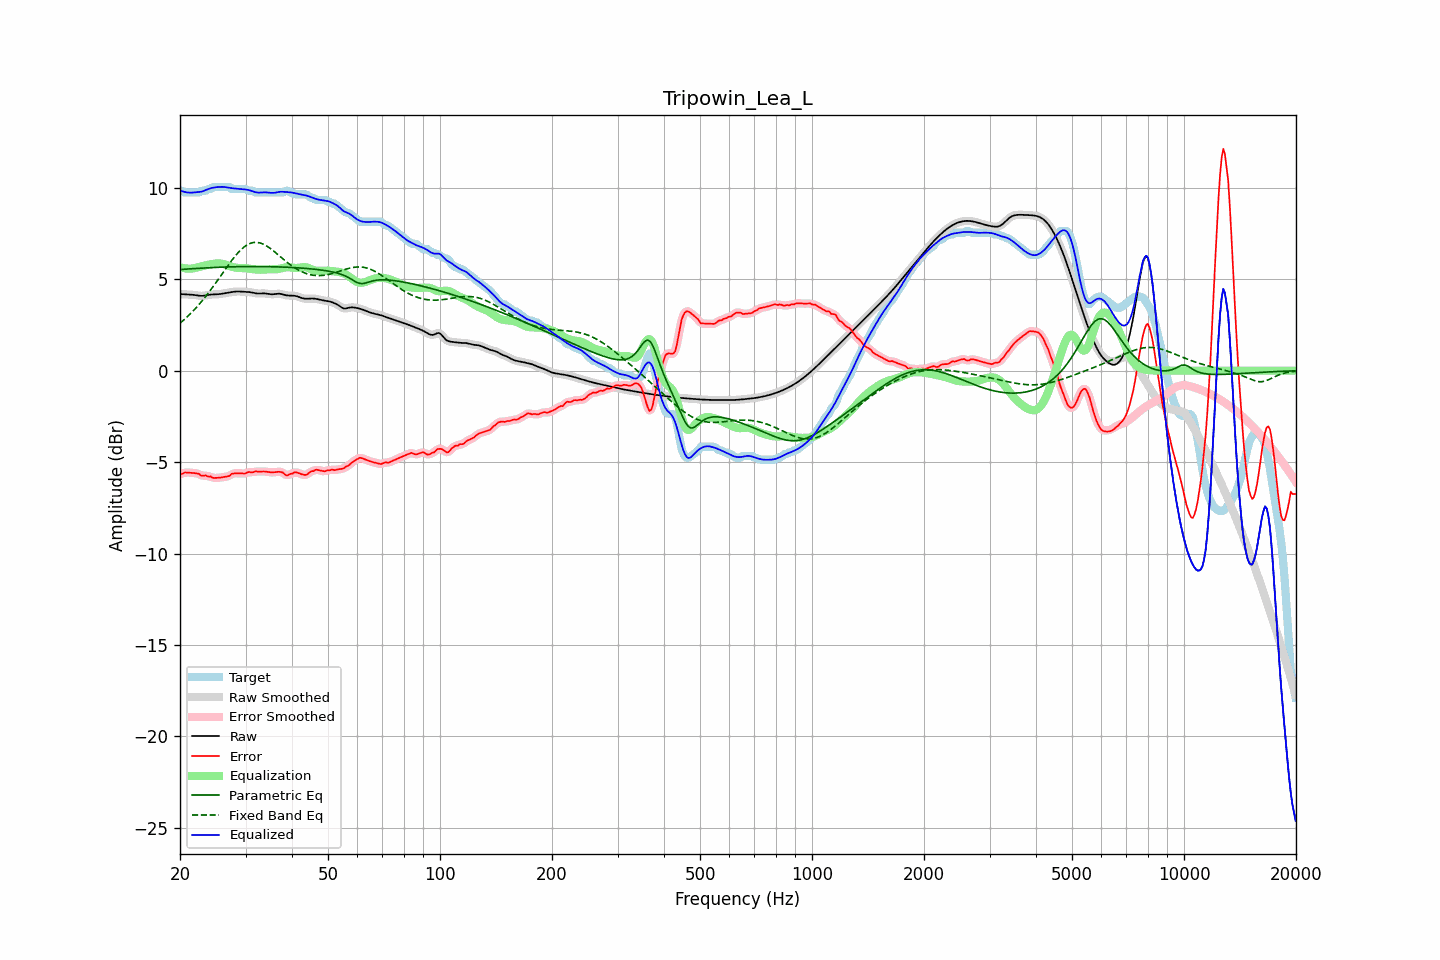 Tripowin_Lea_L
Amplitude (dBr)
10
5
0
−5
−10
−15
−20
−25
Target
Raw Smoothed
Error Smoothed
Raw
Error
Equalization
Parametric Eq
Fixed Band Eq
Equalized
20 50 100 200 500 1000 2000 5000 10000 20000
Frequency (Hz)